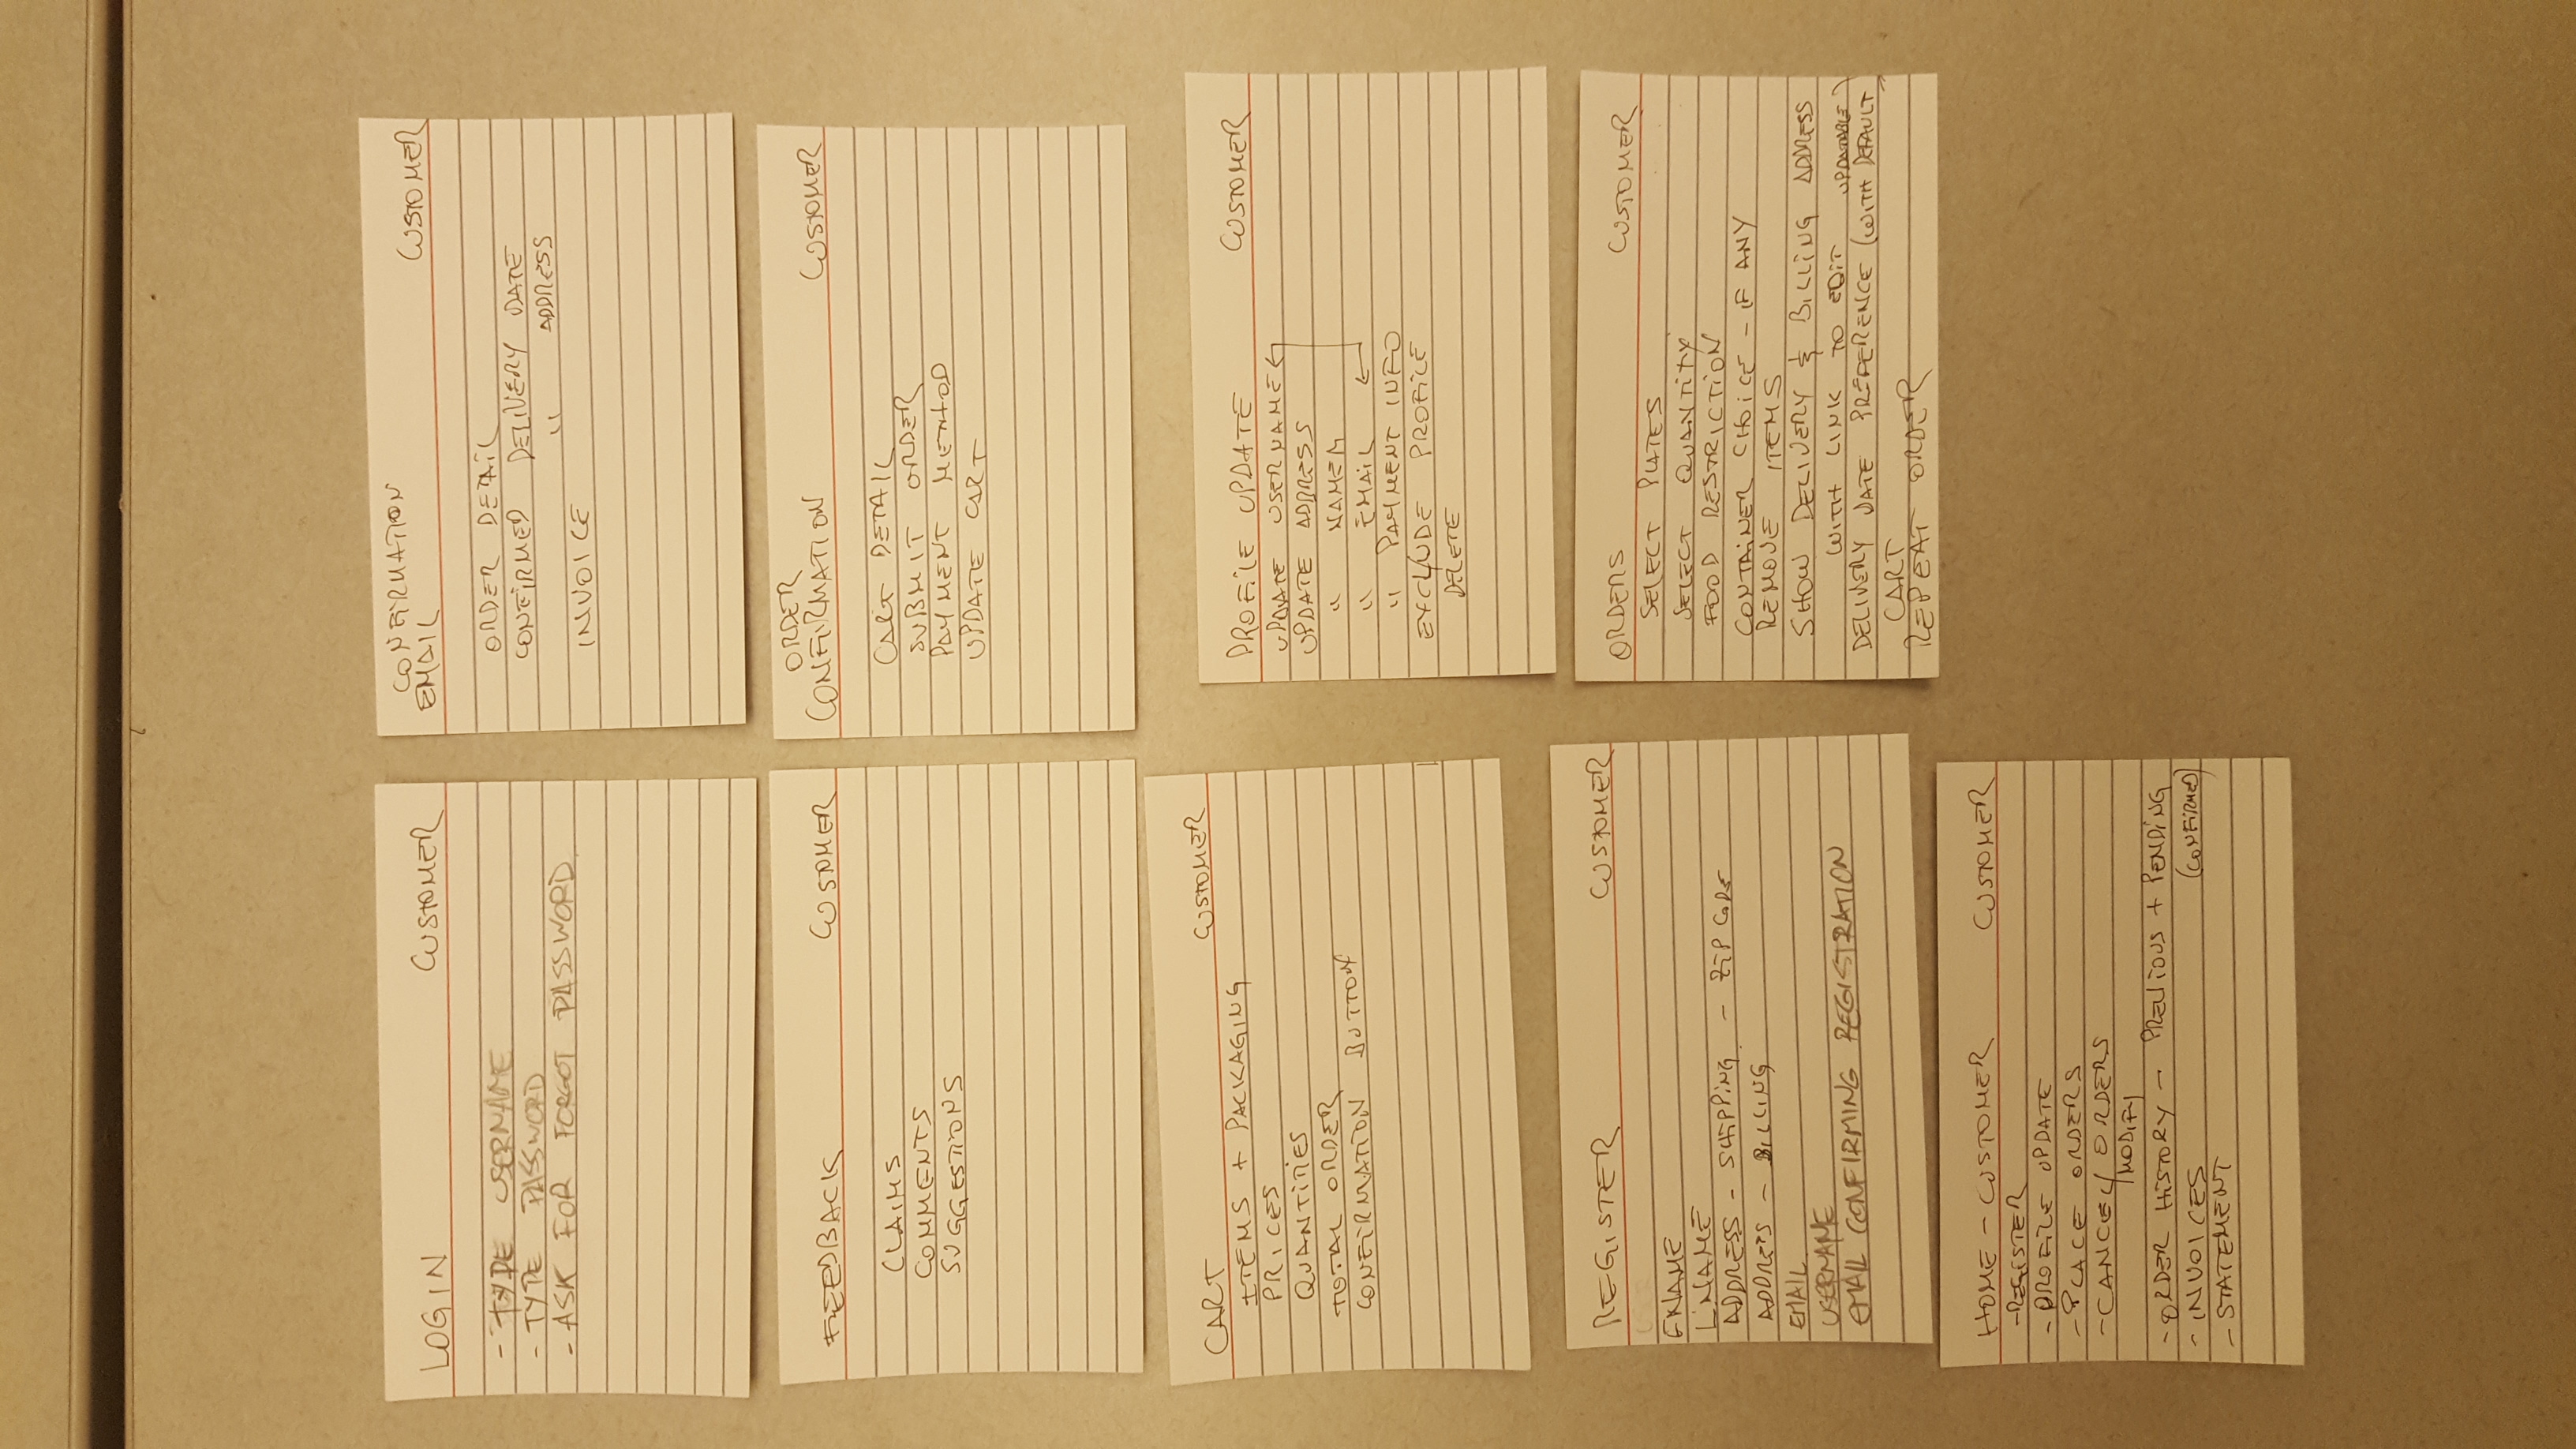 LOGIN CUSTOMER
- TYPE USERNAME
- TYPE PASSWORD
- ASK FOR FORGOT PASSWORD
CONFIRMATION
EMAIL CUSTOMER
ORDER DETAIL
CONFIRMED DELIVERY DATE
" ADDRESS
INVOICE
FEEDBACK CUSTOMER
CLAIMS
COMMENTS
SUGGESTIONS
ORDER
CONFIRMATION CUSTOMER
CART DETAIL
SUBMIT ORDER
PAYMENT METHOD
UPDATE CART
CART CUSTOMER
ITEMS + PACKAGING
PRICES
QUANTITIES
TOTAL ORDER
CONFIRMATION BUTTON
PROFILE UPDATE CUSTOMER
UPDATE USERNAME
UPDATE ADDRESS
"
" EMAIL
" PAYMENT INFO
EXCLUDE PROFILE
DELETE
REGISTER CUSTOMER
FNAME
LNAME
ADDRESS - SHIPPING - ZIP CODE
ADDRESS - BILLING
EMAIL
USERNAME
EMAIL CONFIRMING REGISTRATION
ORDERS CUSTOMER
SELECT PLATES
SELECT QUANTITY
FOOD RESTRICTION
CONTAINER CHOICE - IF ANY
REMOVE ITEMS
SHOW DELIVERY & BILLING ADDRESS
WITH LINK TO EDIT UPDATABLE)
DELIVERY DATE PREFERENCE (WITH DEFAULT
CART
REPEAT ORDER
HOME - CUSTOMER CUSTOMER
- REGISTER
- PROFILE UPDATE
- PLACE ORDERS
- CANCEL/ ORDERS
/MODIFY
- ORDER HISTORY - PREVIOUS + PENDING
- INVOICES (CONFIRMED)
- STATEMENT